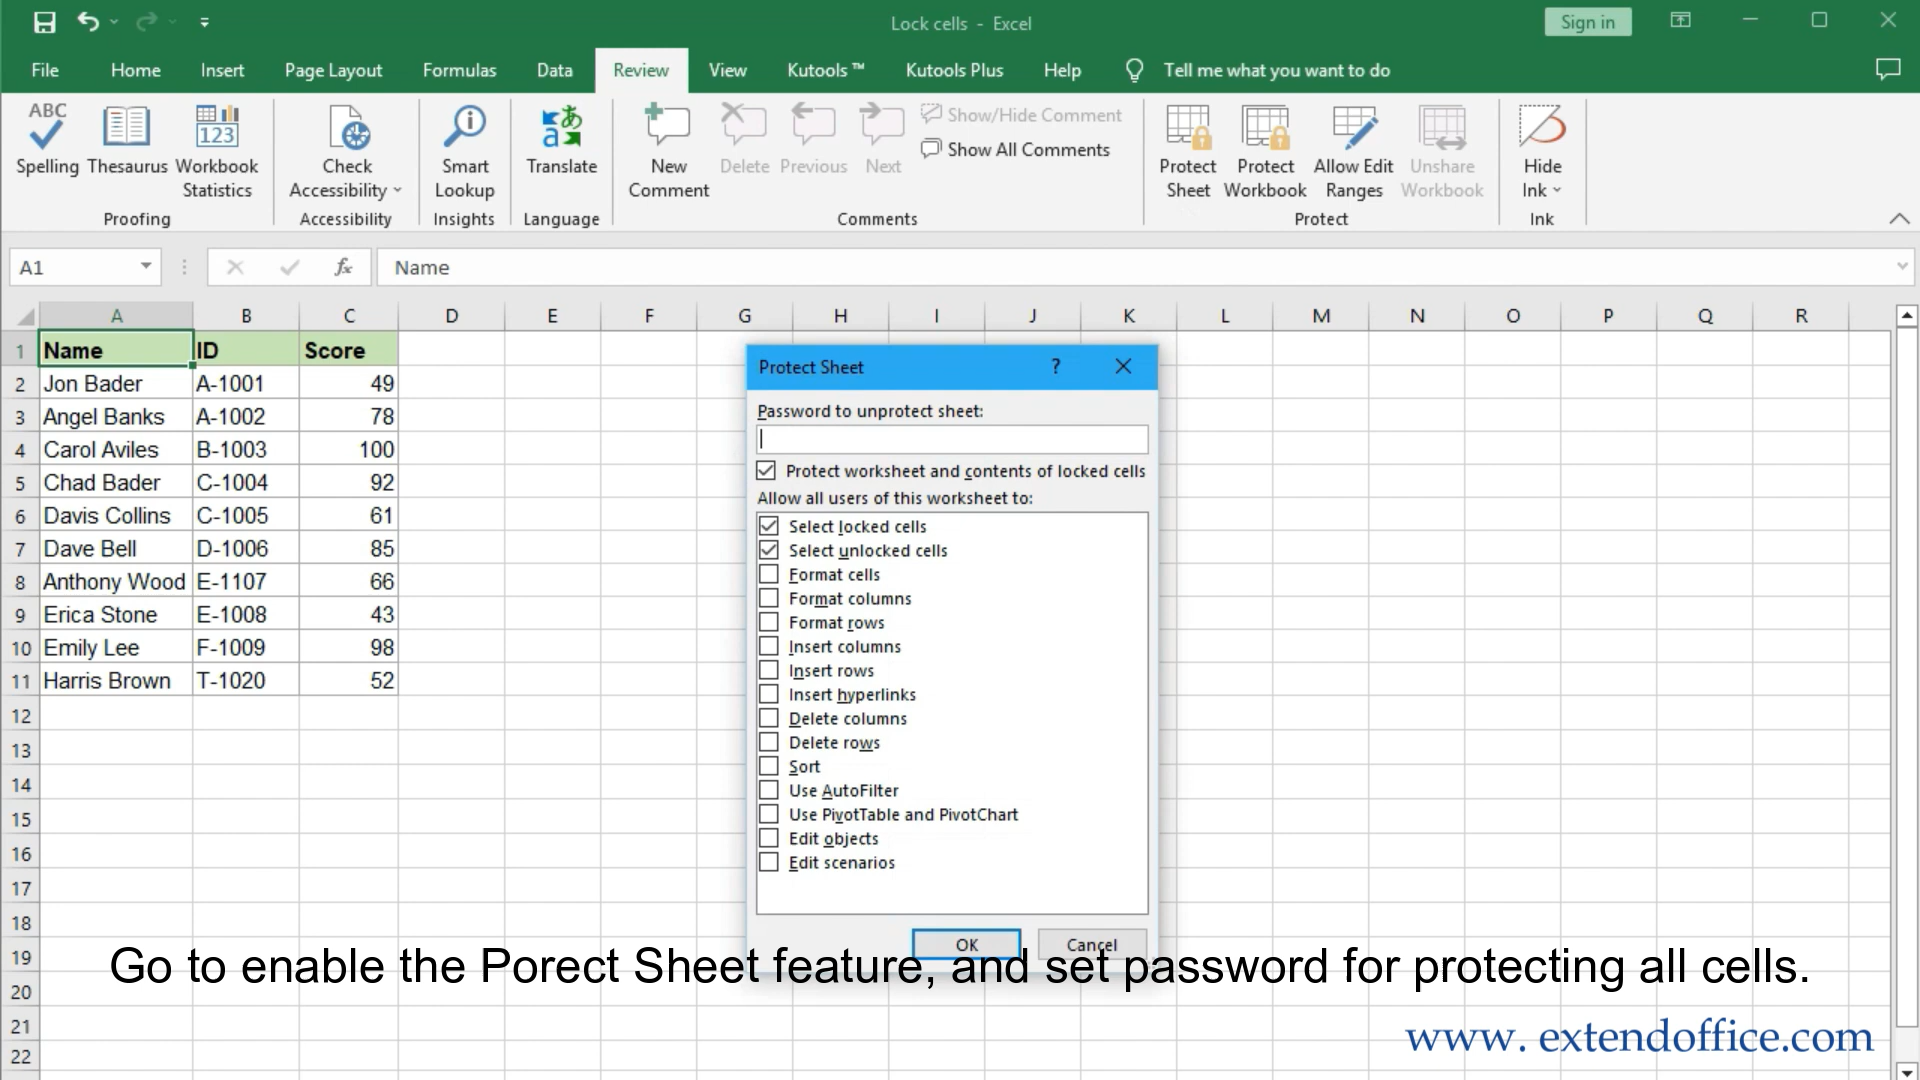 Lock cells - Excel
Sign in
File Home Insert Page Layout Formulas Data Review View Kutools ™ Kutools Plus Help Tell me what you want to do
ABC
123
Spelling Thesaurus Workbook Statistics
Check Accessibility
Smart Lookup
Translate
New Comment
Delete Previous Next
Show/Hide Comment
Show All Comments
Protect Sheet
Protect Workbook
Allow Edit Ranges
Unshare Workbook
Hide Ink
Proofing Accessibility Insights Language Comments Protect Ink
A1 fx Name
A B C D E F G H I J K L M N O P Q R
1 Name ID Score
2 Jon Bader A-1001 49
3 Angel Banks A-1002 78
4 Carol Aviles B-1003 100
5 Chad Bader C-1004 92
6 Davis Collins C-1005 61
7 Dave Bell D-1006 85
8 Anthony Wood E-1107 66
9 Erica Stone E-1008 43
10 Emily Lee F-1009 98
11 Harris Brown T-1020 52
12
13
14
15
16
17
18
19
20
21
22
Protect Sheet ?
Password to unprotect sheet:
Protect worksheet and contents of locked cells
Allow all users of this worksheet to:
Select locked cells
Select unlocked cells
Format cells
Format columns
Format rows
Insert columns
Insert rows
Insert hyperlinks
Delete columns
Delete rows
Sort
Use AutoFilter
Use PivotTable and PivotChart
Edit objects
Edit scenarios
OK Cancel
Go to enable the Porect Sheet feature, and set password for protecting all cells.
www. extendoffice.com